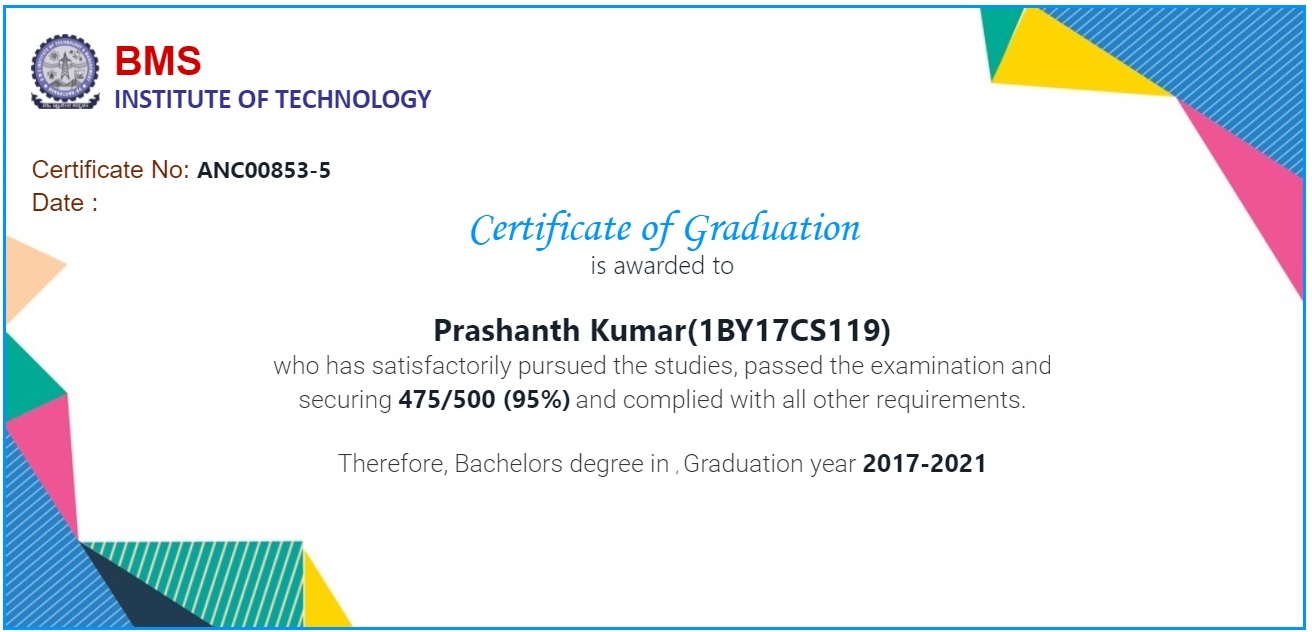 BMS
INSTITUTE OF TECHNOLOGY
Certificate No: ANC00853-5
Date :
Certificate of Graduation
is awarded to
Prashanth Kumar(1BY17CS119)
who has satisfactorily pursued the studies, passed the examination and
securing 475/500 (95%) and complied with all other requirements.
Therefore, Bachelors degree in , Graduation year 2017-2021